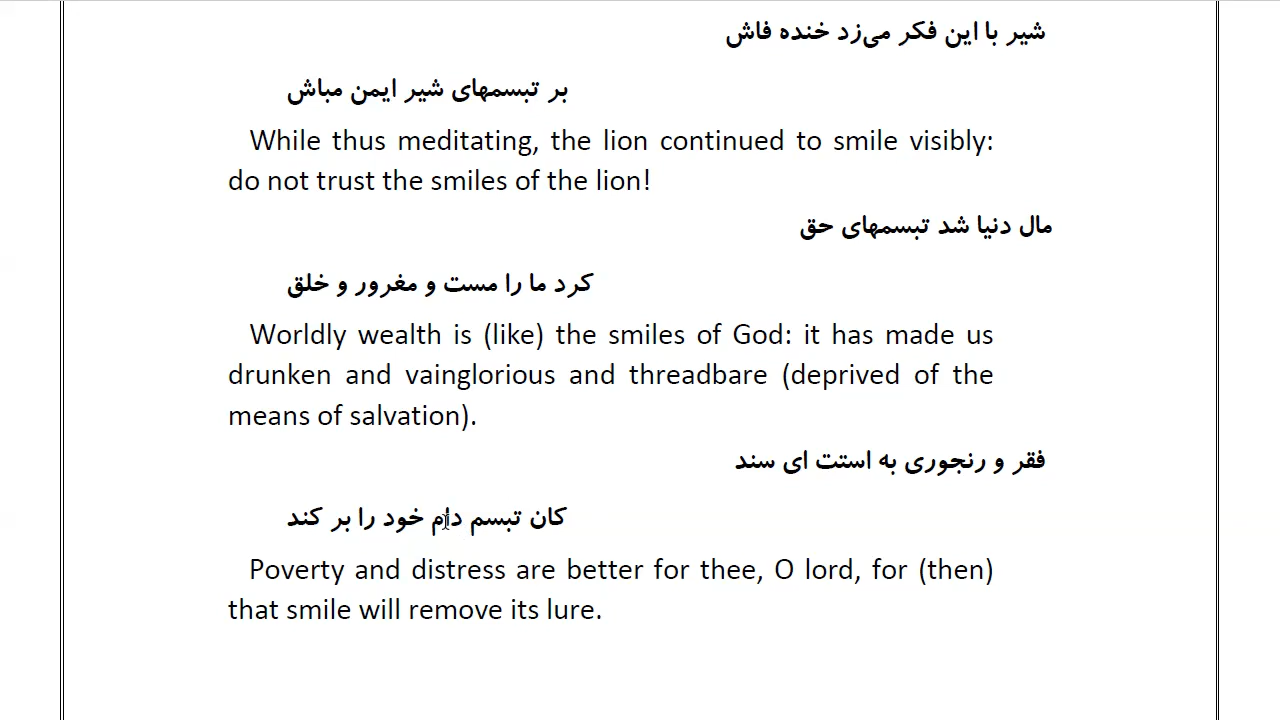 شیر با این فکر می‌زد خنده فاش
بر تبسمهای شیر ایمن مباش
While thus meditating, the lion continued to smile visibly:
do not trust the smiles of the lion!
مال دنیا شد تبسمهای حق
کرد ما را مست و مغرور و خلق
Worldly wealth is (like) the smiles of God: it has made us
drunken and vainglorious and threadbare (deprived of the
means of salvation).
فقر و رنجوری به استت ای سند
کان تبسم دام خود را بر کند
Poverty and distress are better for thee, O lord, for (then)
that smile will remove its lure.